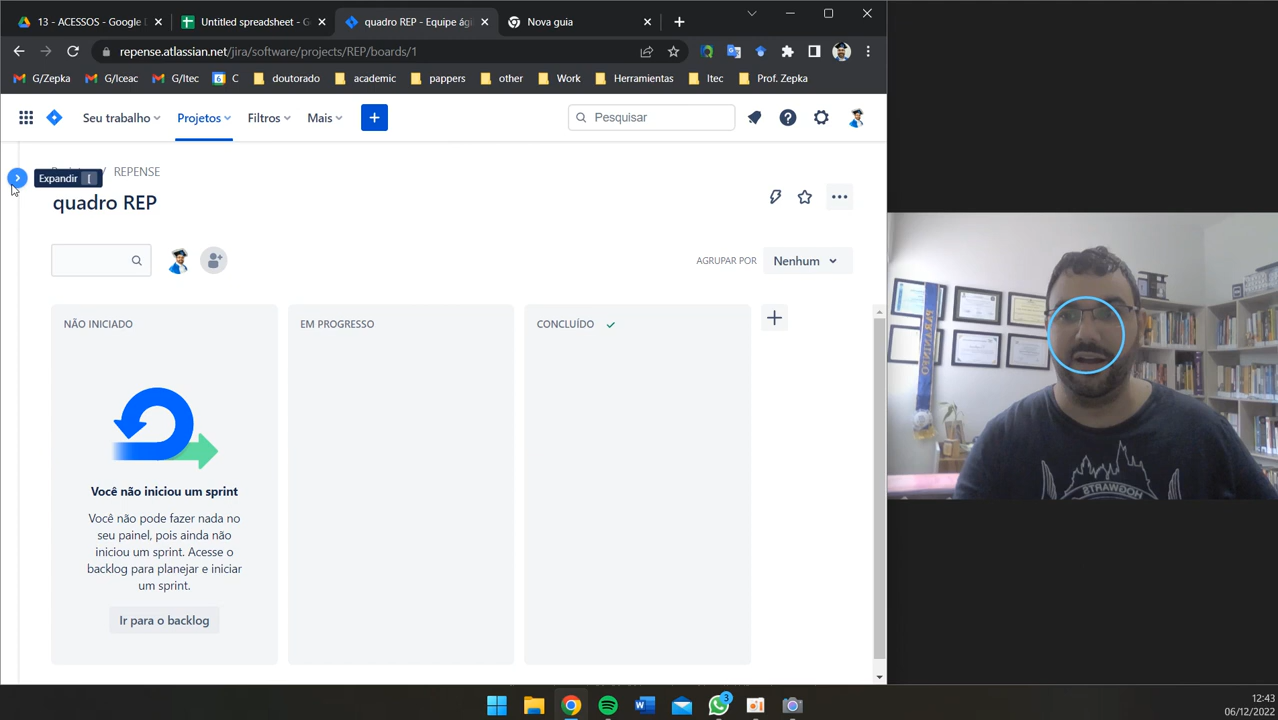 13 - ACESSOS - Google
Untitled spreadsheet - G
quadro REP - Equipe ág
Nova guia
repense.atlassian.net/jira/software/projects/REP/boards/1
G/Zepka
G/Iceac
G/Itec
6
C
doutorado
academic
pappers
other
Work
Herramientas
Itec
Prof. Zepka
Seu trabalho
Projetos
Filtros
Mais
+
Pesquisar
/ REPENSE
Expandir [
quadro REP
AGRUPAR POR
Nenhum
NÃO INICIADO
EM PROGRESSO
CONCLUÍDO
Você não iniciou um sprint
Você não pode fazer nada no
seu painel, pois ainda não
iniciou um sprint. Acesse o
backlog para planejar e iniciar
um sprint.
Ir para o backlog
PARANINFO
HOGWARTS
3
12:43
06/12/2022